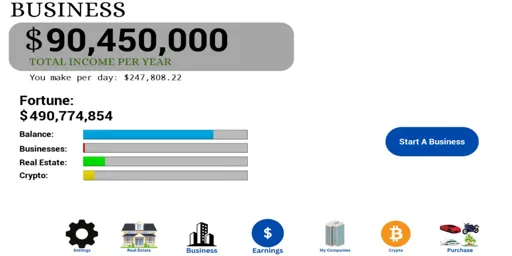 BUSINESS
$90,450,000
TOTAL INCOME PER YEAR
You make per day: $247,808.22
Fortune:
$490,774,854
Balance:
Businesses:
Real Estate:
Crypto:
Start A Business
Settings
Real Estate
Business
$
Earnings
My Companies
Crypto
Purchase